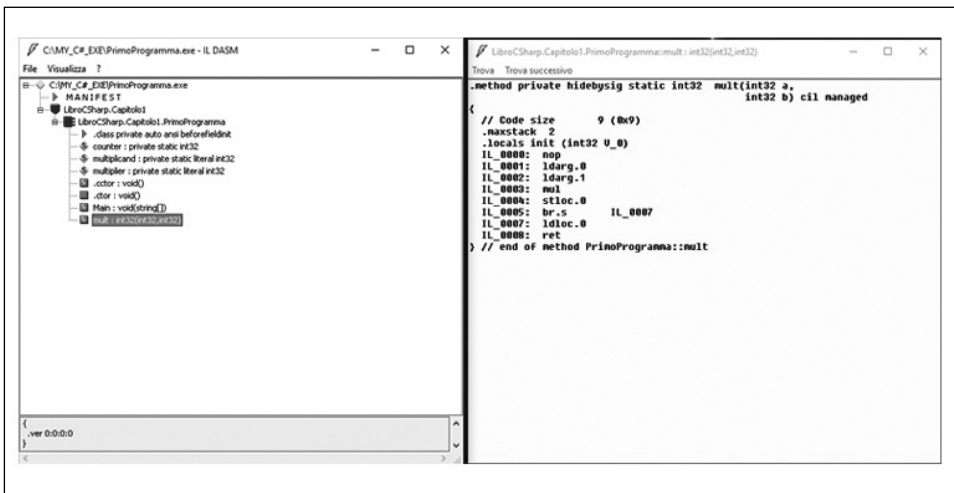 C:\MY_C#_EXE\PrimoProgramma.exe - IL DASM
File Visualizza ?
C:\MY_C#_EXE\PrimoProgramma.exe
MANIFEST
LibroCSharp.Capitolo1
LibroCSharp.Capitolo1.PrimoProgramma
.class private auto ansi beforefieldinit
counter : private static int32
multiplicand : private static literal int32
multiplier : private static literal int32
.cctor : void()
.ctor : void()
Main : void(string[])
mult : int32(int32,int32)
{
.ver 0:0:0:0
}
LibroCSharp.Capitolo1.PrimoProgramma::mult : int32(int32,int32)
Trova Trova successivo
.method private hidebysig static int32 mult(int32 a,
int32 b) cil managed
{
// Code size 9 (0x9)
.maxstack 2
.locals init (int32 V_0)
IL_0000: nop
IL_0001: ldarg.0
IL_0002: ldarg.1
IL_0003: mul
IL_0004: stloc.0
IL_0005: br.s IL_0007
IL_0007: ldloc.0
IL_0008: ret
} // end of method PrimoProgramma::mult